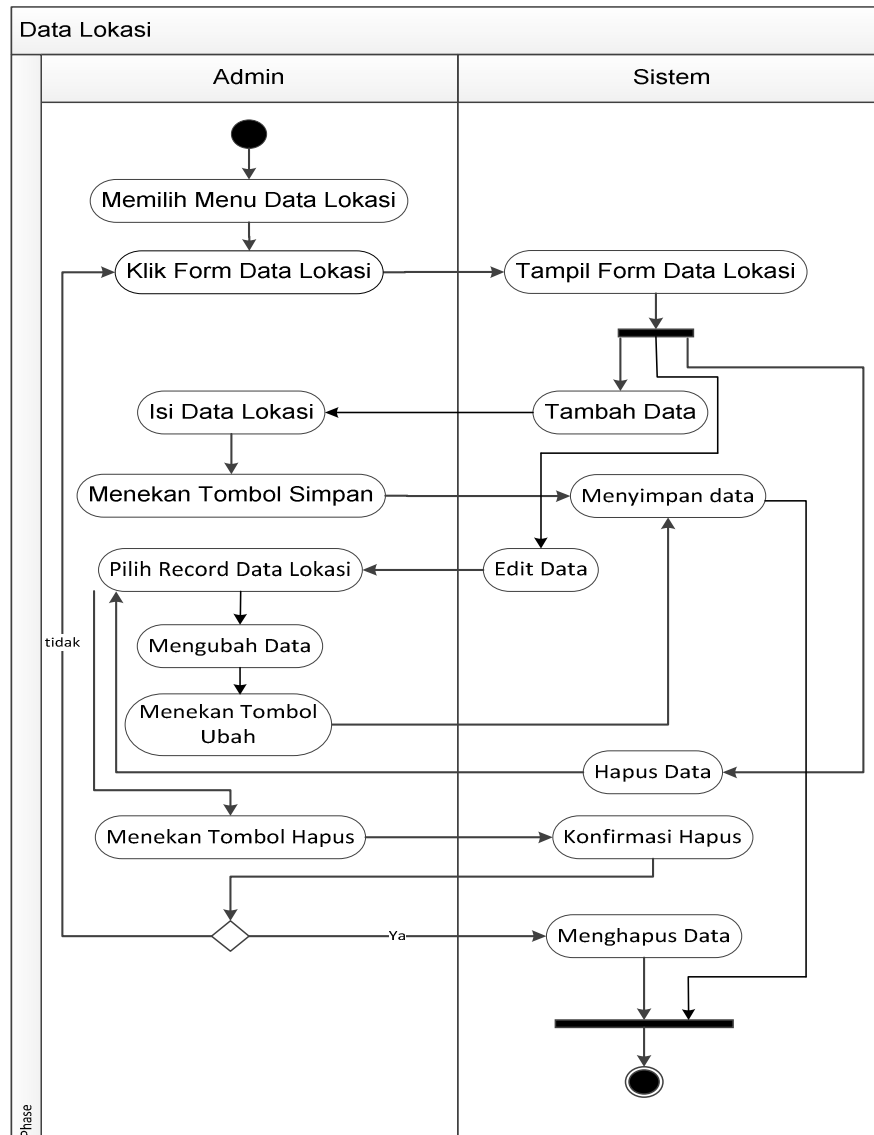 Data Lokasi
Admin
Sistem
Memilih Menu Data Lokasi
Klik Form Data Lokasi
Tampil Form Data Lokasi
Isi Data Lokasi
Tambah Data
Menekan Tombol Simpan
Menyimpan data
Pilih Record Data Lokasi
Edit Data
tidak
Mengubah Data
Menekan Tombol
Ubah
Hapus Data
Menekan Tombol Hapus
Konfirmasi Hapus
Ya
Menghapus Data
Phase